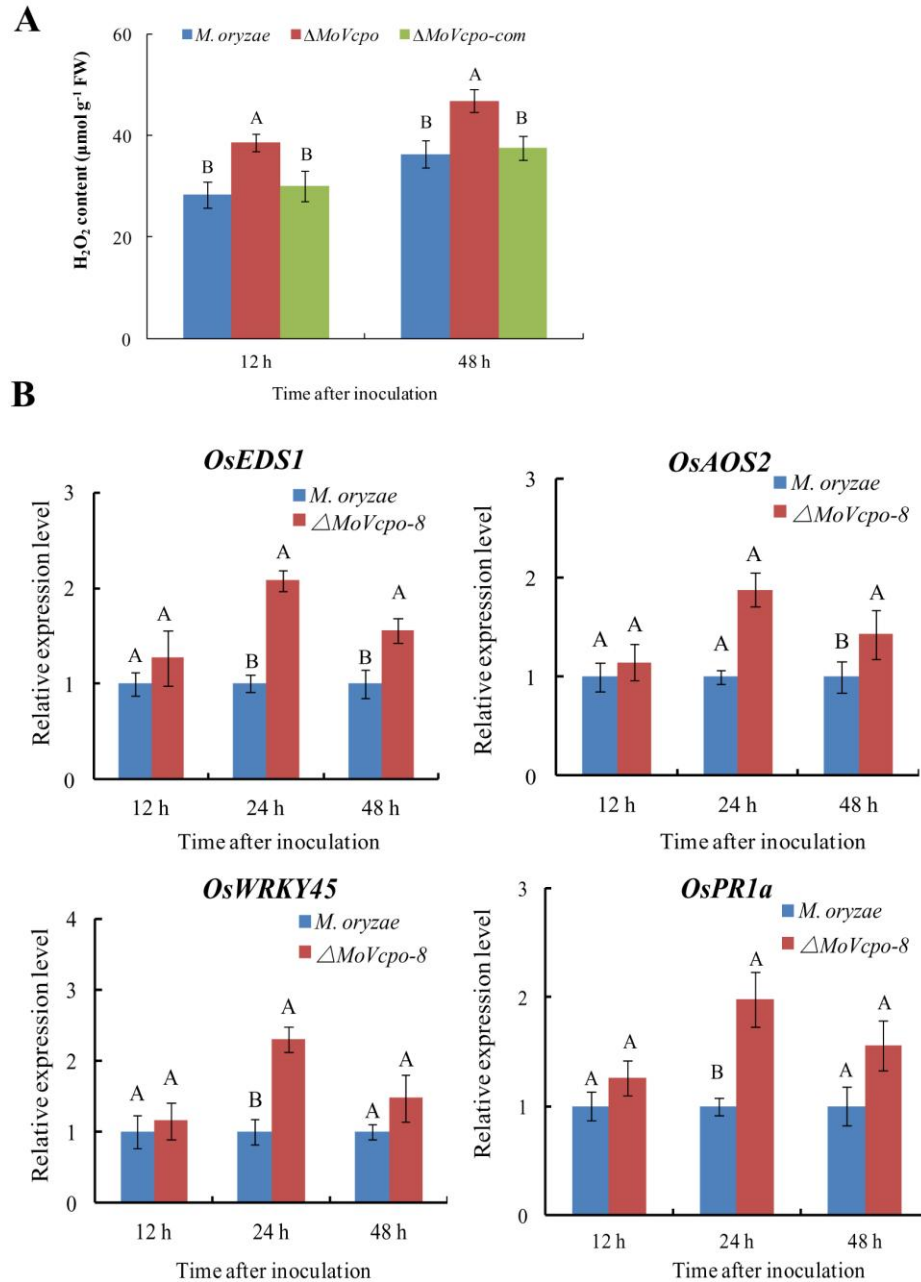 A
M. oryzae ΔMoVcpo ΔMoVcpo-com
H₂O₂ content (μmol g⁻¹ FW)
60
40
20
0
B A B
B A B
12 h 48 h
Time after inoculation
B
OsEDS1
M. oryzae
△MoVcpo-8
Relative expression level
3
2
1
0
A A B A B A
12 h 24 h 48 h
Time after inoculation
OsAOS2
M. oryzae
△MoVcpo-8
Relative expression level
3
2
1
0
A A A A B A
12 h 24 h 48 h
Time after inoculation
OsWRKY45
M. oryzae
△MoVcpo-8
Relative expression level
4
3
2
1
0
A A B A A A
12 h 24 h 48 h
Time after inoculation
OsPR1a
M. oryzae
△MoVcpo-8
Relative expression level
3
2
1
0
A A B A A A
12 h 24 h 48 h
Time after inoculation